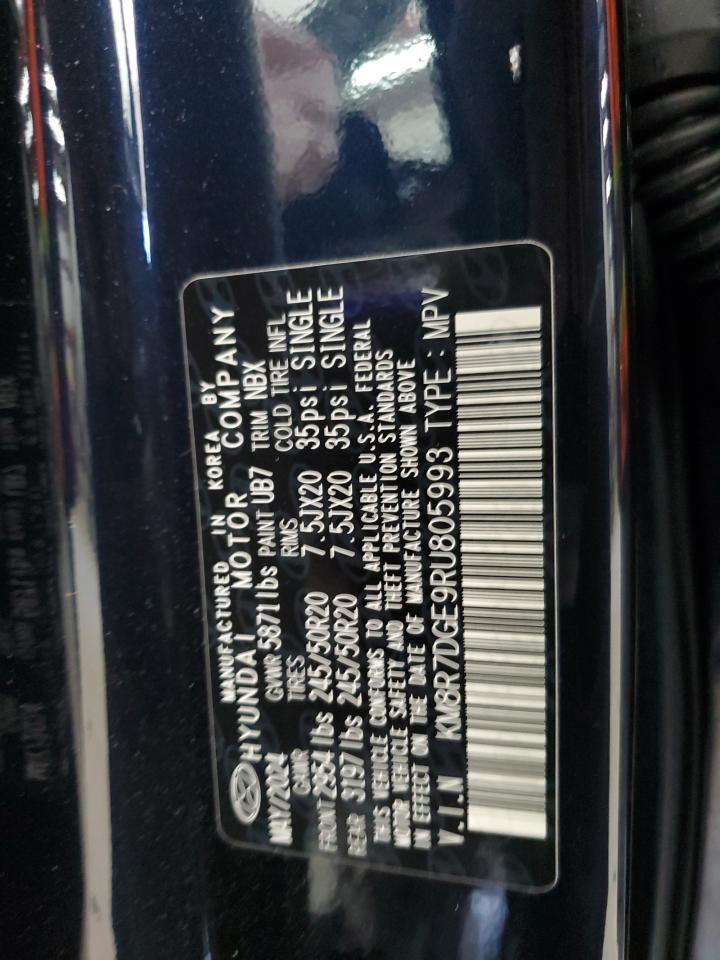 MANUFACTURED IN KOREA BY
HYUNDAI MOTOR COMPANY
MAY/2024 GVWR 5871lbs PAINT UB7 TRIM NBX
GAWR TIRES RIMS COLD TIRE INFL
FRONT 2954lbs 245/50R20 7.5JX20 35psi SINGLE
REAR 3197lbs 245/50R20 7.5JX20 35psi SINGLE
THIS VEHICLE CONFORMS TO ALL APPLICABLE U.S.A. FEDERAL
MOTOR VEHICLE SAFETY AND THEFT PREVENTION STANDARDS
IN EFFECT ON THE DATE OF MANUFACTURE SHOWN ABOVE
V.I.N KM8R7DGE9RU805993 TYPE : MPV